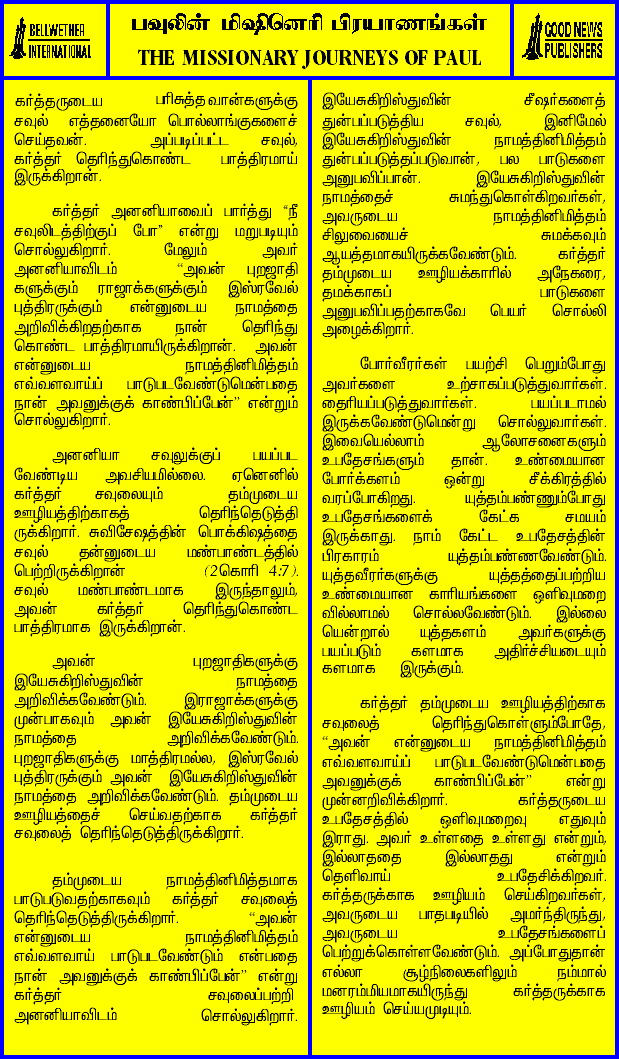 BELLWETHER
INTERNATIONAL
பவுலின் மிஷினெரி பிரயாணங்கள்
THE MISSIONARY JOURNEYS OF PAUL
GOOD NEWS
PUBLISHERS
கர்த்தருடைய பரிசுத்தவான்களுக்கு
சவுல் எத்தனையோ பொல்லாங்குகளைச்
செய்தவன். அப்படிப்பட்ட சவுல்,
கர்த்தர் தெரிந்துகொண்ட பாத்திரமாய்
இருக்கிறான்.
கர்த்தர் அனனியாவைப் பார்த்து “நீ
சவுலிடத்திற்குப் போ” என்று மறுபடியும்
சொல்லுகிறார். மேலும் அவர்
அனனியாவிடம் “அவன் புறஜாதி
களுக்கும் ராஜாக்களுக்கும் இஸ்ரவேல்
புத்திரருக்கும் என்னுடைய நாமத்தை
அறிவிக்கிறதற்காக நான் தெரிந்து
கொண்ட பாத்திரமாயிருக்கிறான். அவன்
என்னுடைய நாமத்தினிமித்தம்
எவ்வளவாய்ப் பாடுபடவேண்டுமென்பதை
நான் அவனுக்குக் காண்பிப்பேன்” என்றும்
சொல்லுகிறார்.
அனனியா சவுலுக்குப் பயப்பட
வேண்டிய அவசியமில்லை. ஏனெனில்
கர்த்தர் சவுலையும் தம்முடைய
ஊழியத்திற்காகத் தெரிந்தெடுத்தி
ருக்கிறார். சுவிசேஷத்தின் பொக்கிஷத்தை
சவுல் தன்னுடைய மண்பாண்டத்தில்
பெற்றிருக்கிறான் (2கொரி 4:7).
சவுல் மண்பாண்டமாக இருந்தாலும்,
அவன் கர்த்தர் தெரிந்துகொண்ட
பாத்திரமாக இருக்கிறான்.
அவன் புறஜாதிகளுக்கு
இயேசுகிறிஸ்துவின் நாமத்தை
அறிவிக்கவேண்டும். இராஜாக்களுக்கு
முன்பாகவும் அவன் இயேசுகிறிஸ்துவின்
நாமத்தை அறிவிக்கவேண்டும்.
புறஜாதிகளுக்கு மாத்திரமல்ல, இஸ்ரவேல்
புத்திரருக்கும் அவன் இயேசுகிறிஸ்துவின்
நாமத்தை அறிவிக்கவேண்டும். தம்முடைய
ஊழியத்தைச் செய்வதற்காக கர்த்தர்
சவுலைத் தெரிந்தெடுத்திருக்கிறார்.
தம்முடைய நாமத்தினிமித்தமாக
பாடுபடுவதற்காகவும் கர்த்தர் சவுலைத்
தெரிந்தெடுத்திருக்கிறார். “அவன்
என்னுடைய நாமத்தினிமித்தம்
எவ்வளவாய் பாடுபடவேண்டும் என்பதை
நான் அவனுக்குக் காண்பிப்பேன்” என்று
கர்த்தர் சவுலைப்பற்றி
அனனியாவிடம் சொல்லுகிறார்.
இயேசுகிறிஸ்துவின் சீஷர்களைத்
துன்பப்படுத்திய சவுல், இனிமேல்
இயேசுகிறிஸ்துவின் நாமத்தினிமித்தம்
துன்பப்படுத்தப்படுவான், பல பாடுகளை
அனுபவிப்பான். இயேசுகிறிஸ்துவின்
நாமத்தைச் சுமந்துகொள்கிறவர்கள்,
அவருடைய நாமத்தினிமித்தம்
சிலுவையைச் சுமக்கவும்
ஆயத்தமாகயிருக்கவேண்டும். கர்த்தர்
தம்முடைய ஊழியக்காரில் அநேகரை,
தமக்காகப் பாடுகளை
அனுபவிப்பதற்காகவே பெயர் சொல்லி
அழைக்கிறார்.
போர்வீரர்கள் பயற்சி பெறும்போது
அவர்களை உற்சாகப்படுத்துவார்கள்.
தைரியப்படுத்துவார்கள். பயப்படாமல்
இருக்கவேண்டுமென்று சொல்லுவார்கள்.
இவையெல்லாம் ஆலோசனைகளும்
உபதேசங்களும் தான். உண்மையான
போர்க்களம் ஒன்று சீக்கிரத்தில்
வரப்போகிறது. யுத்தம்பண்ணும்போது
உபதேசங்களைக் கேட்க சமயம்
இருக்காது. நாம் கேட்ட உபதேசத்தின்
பிரகாரம் யுத்தம்பண்ணவேண்டும்.
யுத்தவீரர்களுக்கு யுத்தத்தைப்பற்றிய
உண்மையான காரியங்களை ஒளிவுமறை
வில்லாமல் சொல்லவேண்டும். இல்லை
யென்றால் யுத்தகளம் அவர்களுக்கு
பயப்படும் களமாக அதிர்ச்சியடையும்
களமாக இருக்கும்.
கர்த்தர் தம்முடைய ஊழியத்திற்காக
சவுலைத் தெரிந்துகொள்ளும்போதே,
“அவன் என்னுடைய நாமத்தினிமித்தம்
எவ்வளவாய்ப் பாடுபடவேண்டுமென்பதை
அவனுக்குக் காண்பிப்பேன்” என்று
முன்னறிவிக்கிறார். கர்த்தருடைய
உபதேசத்தில் ஒளிவுமறைவு எதுவும்
இராது. அவர் உள்ளதை உள்ளது என்றும்,
இல்லாததை இல்லாதது என்றும்
தெளிவாய் உபதேசிக்கிறவர்.
கர்த்தருக்காக ஊழியம் செய்கிறவர்கள்,
அவருடைய பாதபடியில் அமர்ந்திருந்து,
அவருடைய உபதேசங்களைப்
பெற்றுக்கொள்ளவேண்டும். அப்போதுதான்
எல்லா சூழ்நிலைகளிலும் நம்மால்
மனரம்மியமாகயிருந்து கர்த்தருக்காக
ஊழியம் செய்யமுடியும்.